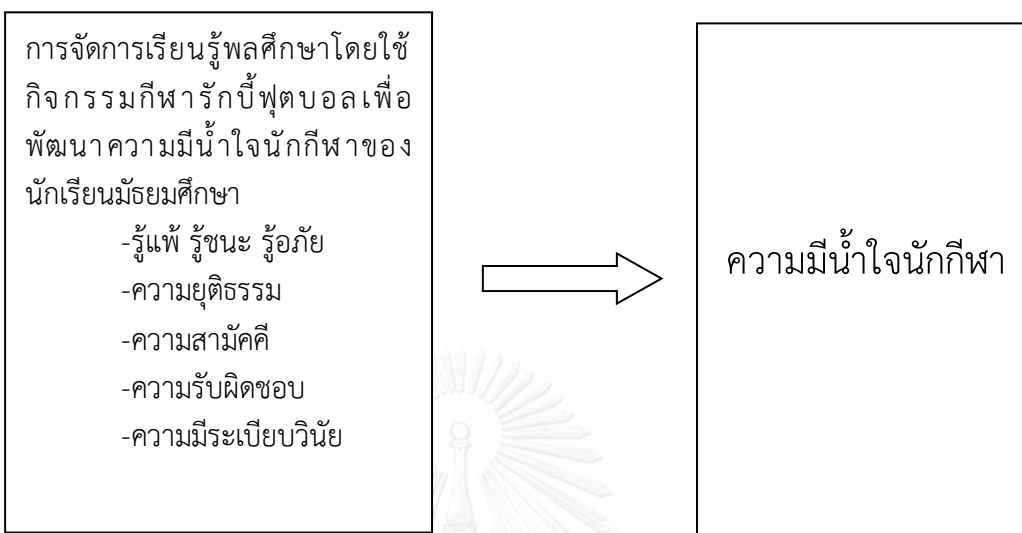 การจัดการเรียนรู้พลศึกษาโดยใช้
กิจกรรมกีฬารักบี้ฟุตบอลเพื่อ
พัฒนาความมีน้ำใจนักกีฬาของ
นักเรียนมัธยมศึกษา
-รู้แพ้ รู้ชนะ รู้อภัย
-ความยุติธรรม
-ความสามัคคี
-ความรับผิดชอบ
-ความมีระเบียบวินัย
ความมีน้ำใจนักกีฬา